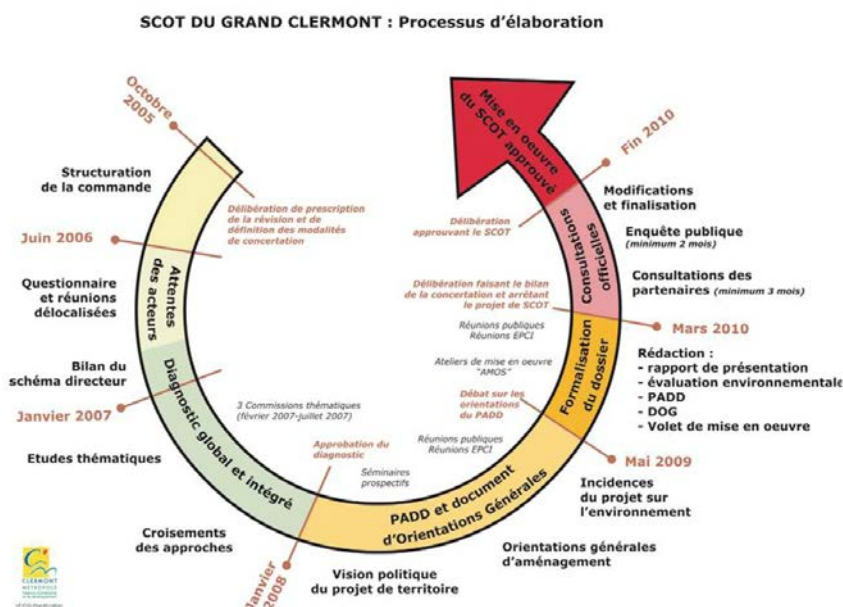 SCOT DU GRAND CLERMONT : Processus d'élaboration
Octobre
2005
Structuration
de la commande
Délibération de prescription
de la révision et de
définition des modalités
de concertation
Juin 2006
Attentes
des acteurs
Questionnaire
et réunions
délocalisées
Bilan du
schéma directeur
Janvier 2007
Diagnostic global et intégré
3 Commissions thématiques
(février 2007-juillet 2007)
Etudes thématiques
Croisements
des approches
Approbation du
diagnostic
Janvier
2008
Séminaires
prospectifs
Réunions publiques
Réunions EPCI
PADD et document
d'Orientations Générales
Vision politique
du projet de territoire
Orientations générales
d'aménagement
Incidences
du projet sur
l'environnement
Débat sur les
orientations
du PADD
Mai 2009
Ateliers de mise en oeuvre
"AMOS"
Réunions publiques
Réunions EPCI
Formalisation
du dossier
Rédaction :
- rapport de présentation
- évaluation environnementale
- PADD
- DOG
- Volet de mise en oeuvre
Délibération faisant le bilan
de la concertation et arrêtant
le projet de SCOT
Mars 2010
Consultations
officielles
Consultations des
partenaires (minimum 3 mois)
Enquête publique
(minimum 2 mois)
Modifications
et finalisation
Délibération
approuvant le SCOT
Fin 2010
Mise en oeuvre
du SCOT approuvé
CLERMONT
METROPOLE